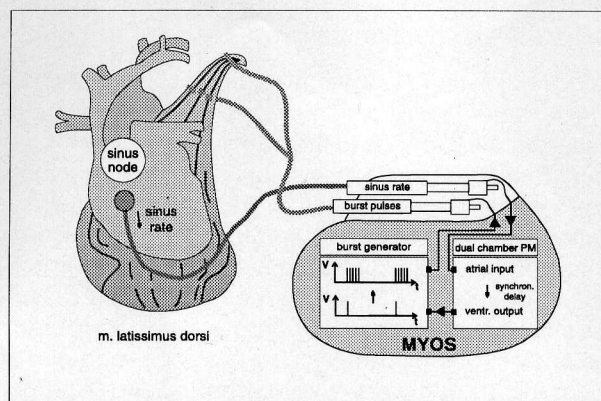 sinus
node
sinus
rate
m. latissimus dorsi
sinus rate
burst pulses
burst generator
dual chamber PM
V
t
V
t
atrial input
synchron.
delay
ventr. output
MYOS